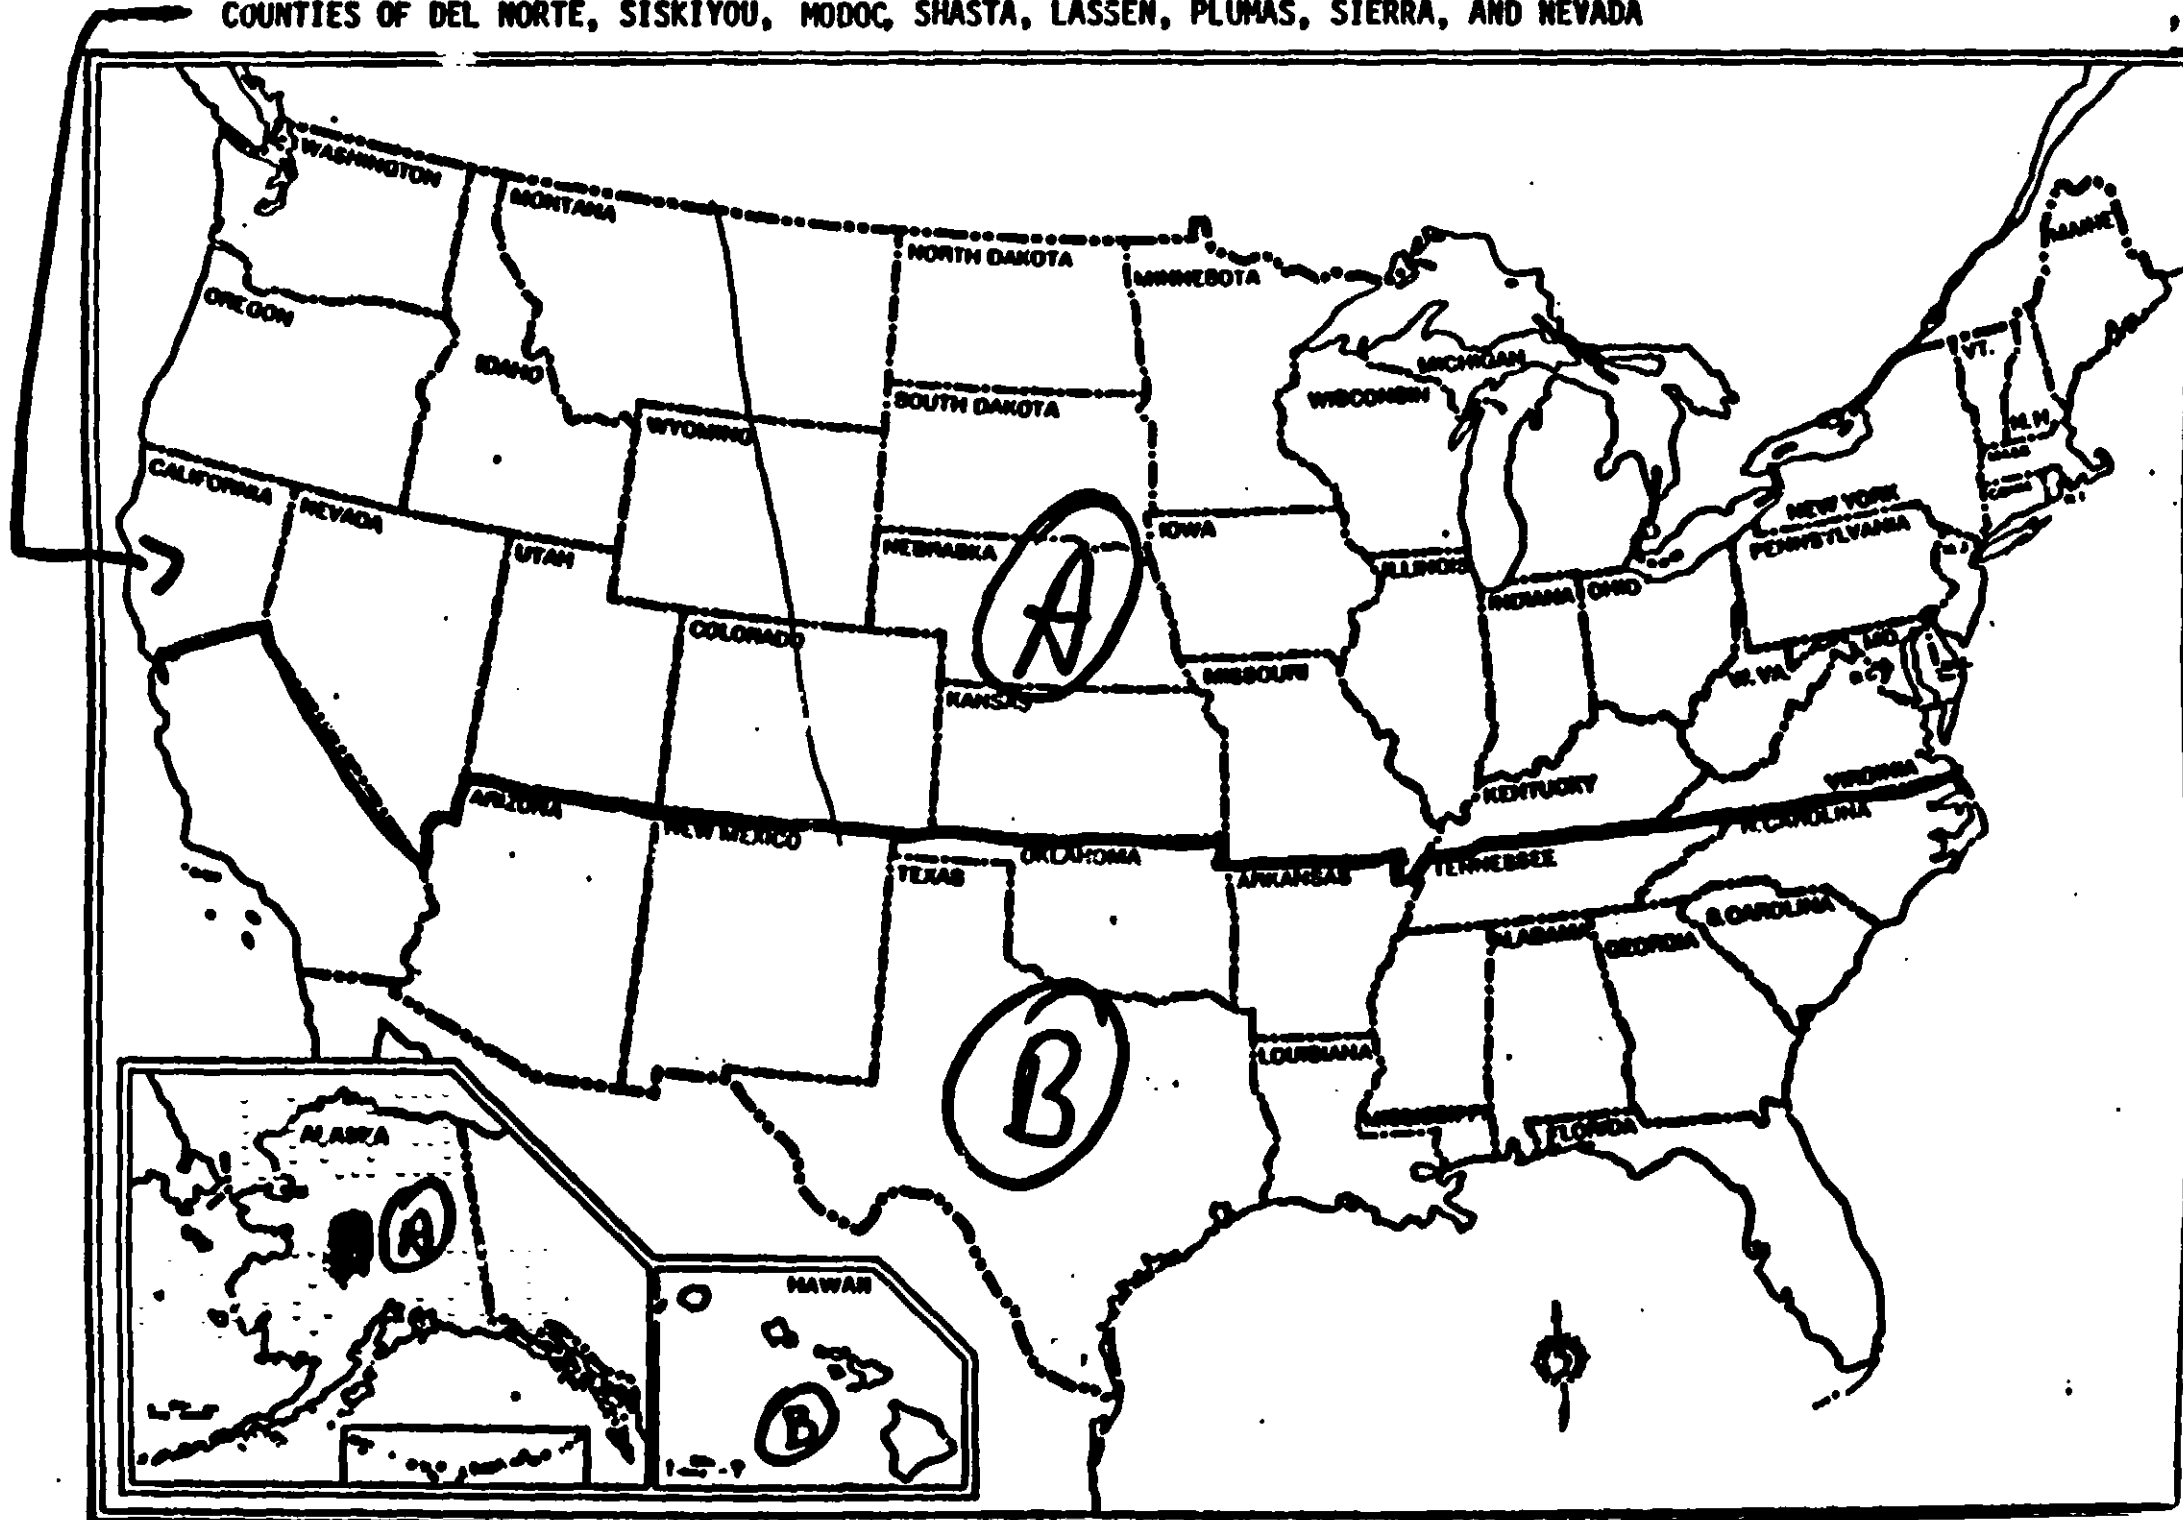 COUNTIES OF DEL NORTE, SISKIYOU, MODOC, SHASTA, LASSEN, PLUMAS, SIERRA, AND NEVADA
WASHINGTON
MONTANA
NORTH DAKOTA
MINNESOTA
MAINE
OREGON
IDAHO
SOUTH DAKOTA
WYOMING
MICHIGAN
WISCONSIN
VT.
N.H
MASS
CONN
R.I.
CALIFORNIA
NEVADA
UTAH
NEBRASKA
IOWA
ILLINOIS
INDIANA
OHIO
NEW YORK
PENNSYLVANIA
N.J.
A
COLORADO
KANSAS
MISSOURI
W. VA.
MD.
D.C.
KENTUCKY
VIRGINIA
ARIZONA
NEW MEXICO
OKLAHOMA
TEXAS
ARKANSAS
TENNESSEE
N. CAROLINA
S. CAROLINA
ALABAMA
GEORGIA
B
LOUISIANA
MISSISSIPPI
FLORIDA
ALASKA
A
HAWAII
B